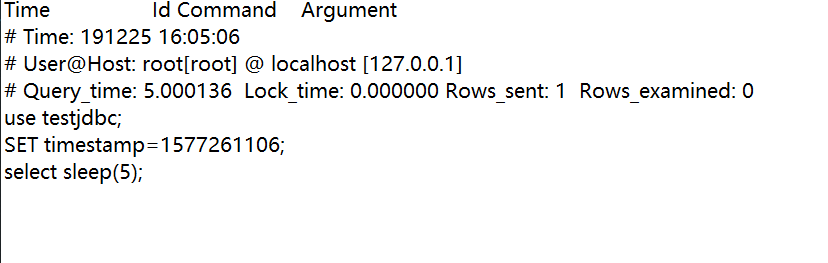 Time                 Id Command    Argument
# Time: 191225 16:05:06
# User@Host: root[root] @ localhost [127.0.0.1]
# Query_time: 5.000136  Lock_time: 0.000000 Rows_sent: 1  Rows_examined: 0
use testjdbc;
SET timestamp=1577261106;
select sleep(5);